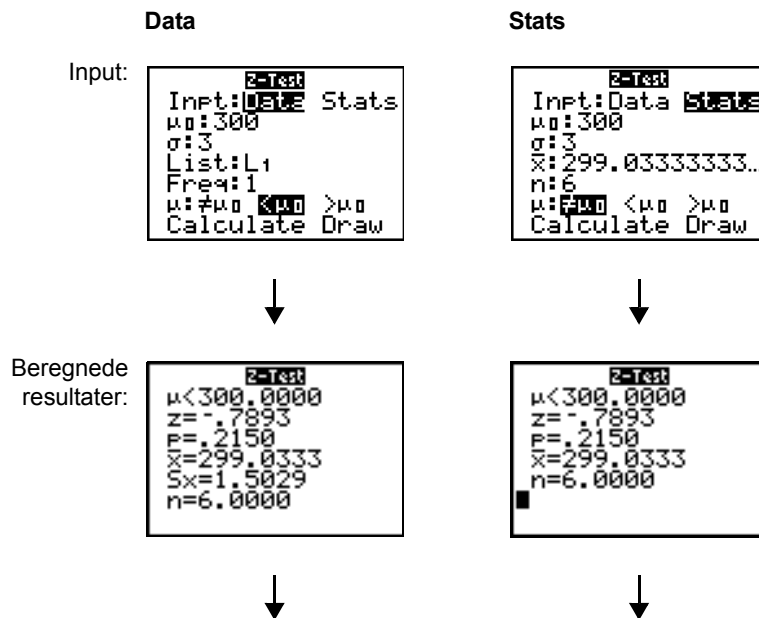 Data
Stats
Input:
Z-Test
Inpt:Data Stats
μ₀:300
σ:3
List:L₁
Freq:1
μ:≠μ₀ <μ₀ >μ₀
Calculate Draw
Z-Test
Inpt:Data Stats
μ₀:300
σ:3
x̄:299.03333333…
n:6
μ:≠μ₀ <μ₀ >μ₀
Calculate Draw
Beregnede
resultater:
Z-Test
μ<300.0000
z=-.7893
p=.2150
x̄=299.0333
Sx=1.5029
n=6.0000
Z-Test
μ<300.0000
z=-.7893
p=.2150
x̄=299.0333
n=6.0000